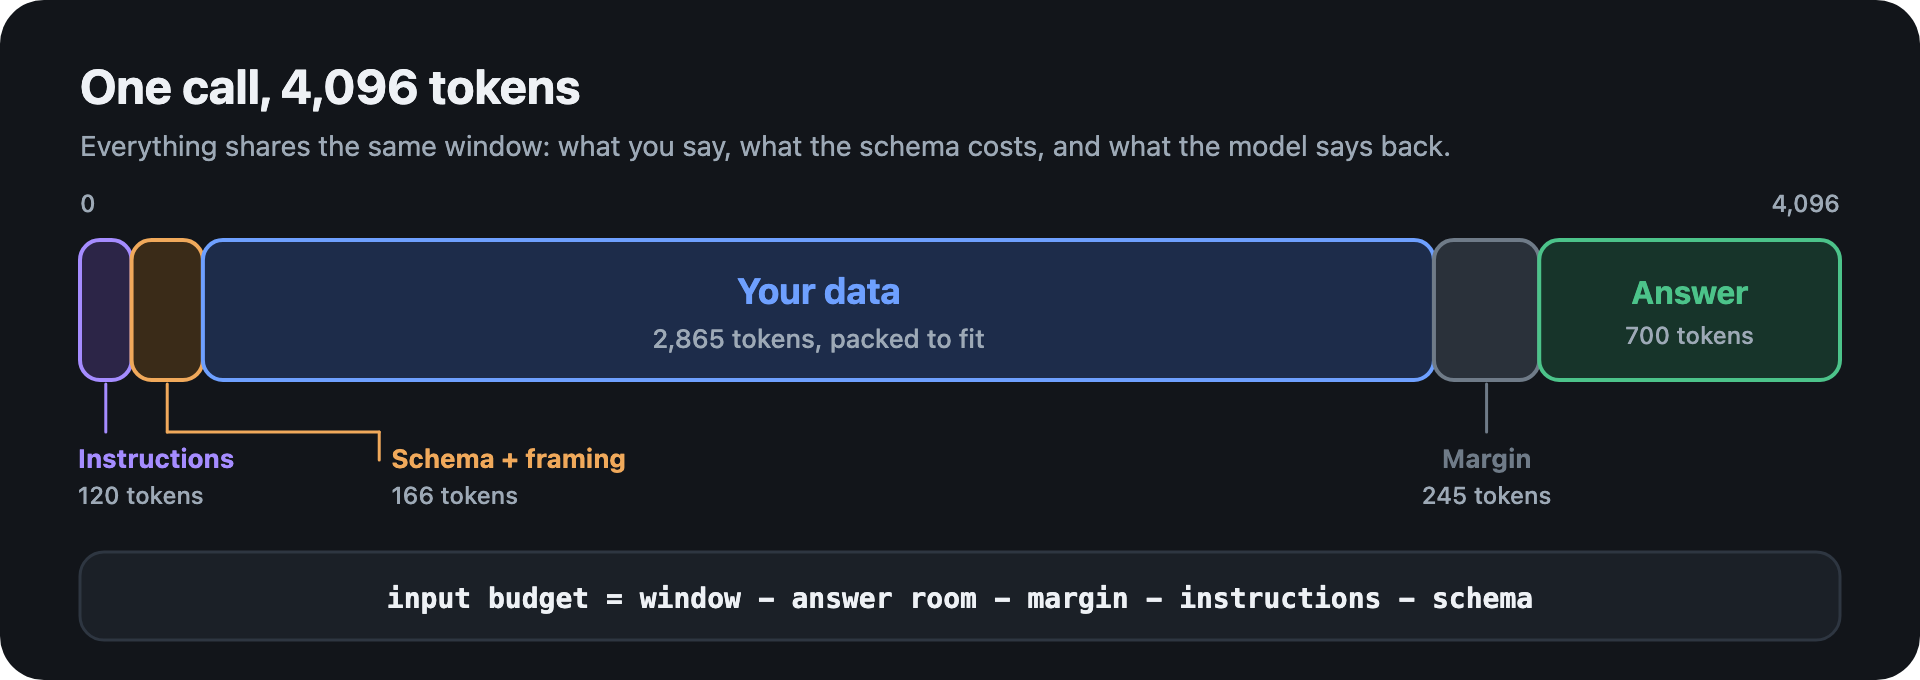 One call, 4,096 tokens
Everything shares the same window: what you say, what the schema costs, and what the model says back.
0
4,096
Your data
2,865 tokens, packed to fit
Answer
700 tokens
Instructions
120 tokens
Schema + framing
166 tokens
Margin
245 tokens
input budget = window – answer room – margin – instructions – schema